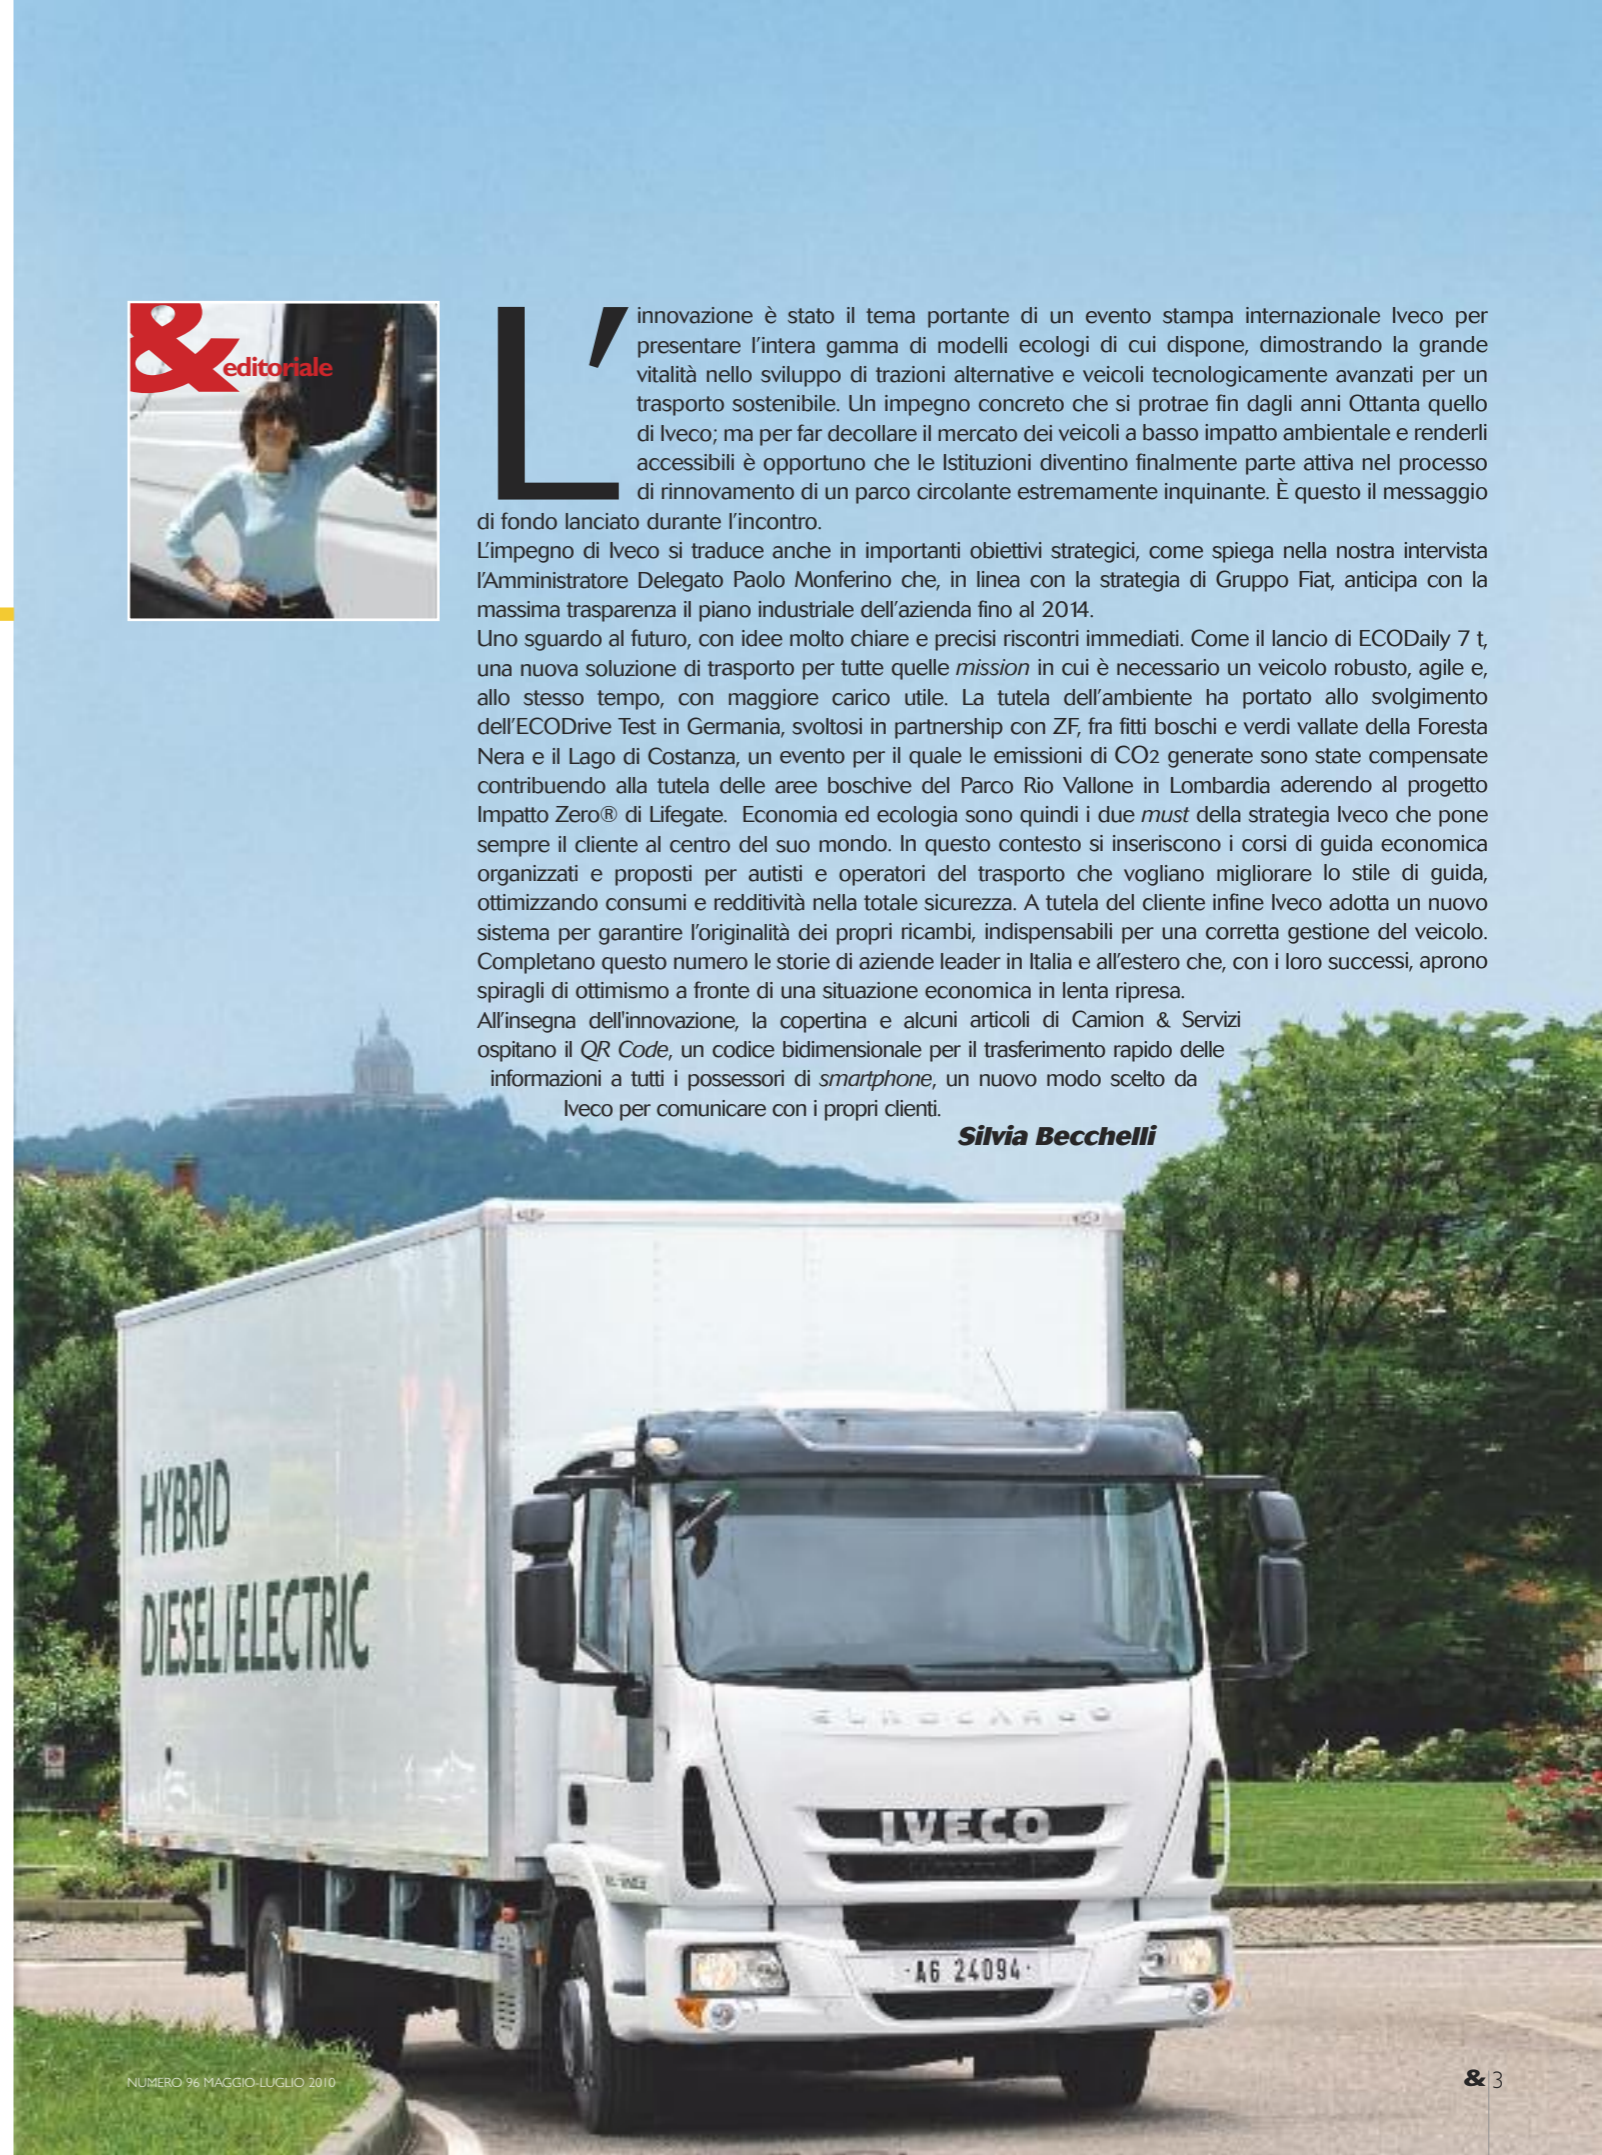 & editoriale
L'innovazione è stato il tema portante di un evento stampa internazionale Iveco per
presentare l'intera gamma di modelli ecologi di cui dispone, dimostrando la grande
vitalità nello sviluppo di trazioni alternative e veicoli tecnologicamente avanzati per un
trasporto sostenibile. Un impegno concreto che si protrae fin dagli anni Ottanta quello
di Iveco; ma per far decollare il mercato dei veicoli a basso impatto ambientale e renderli
accessibili è opportuno che le Istituzioni diventino finalmente parte attiva nel processo
di rinnovamento di un parco circolante estremamente inquinante. È questo il messaggio
di fondo lanciato durante l'incontro.
L'impegno di Iveco si traduce anche in importanti obiettivi strategici, come spiega nella nostra intervista
l'Amministratore Delegato Paolo Monferino che, in linea con la strategia di Gruppo Fiat, anticipa con la
massima trasparenza il piano industriale dell'azienda fino al 2014.
Uno sguardo al futuro, con idee molto chiare e precisi riscontri immediati. Come il lancio di ECODaily 7 t,
una nuova soluzione di trasporto per tutte quelle mission in cui è necessario un veicolo robusto, agile e,
allo stesso tempo, con maggiore carico utile. La tutela dell'ambiente ha portato allo svolgimento
dell'ECODrive Test in Germania, svoltosi in partnership con ZF, fra fitti boschi e verdi vallate della Foresta
Nera e il Lago di Costanza, un evento per il quale le emissioni di CO2 generate sono state compensate
contribuendo alla tutela delle aree boschive del Parco Rio Vallone in Lombardia aderendo al progetto
Impatto Zero® di Lifegate. Economia ed ecologia sono quindi i due must della strategia Iveco che pone
sempre il cliente al centro del suo mondo. In questo contesto si inseriscono i corsi di guida economica
organizzati e proposti per autisti e operatori del trasporto che vogliano migliorare lo stile di guida,
ottimizzando consumi e redditività nella totale sicurezza. A tutela del cliente infine Iveco adotta un nuovo
sistema per garantire l'originalità dei propri ricambi, indispensabili per una corretta gestione del veicolo.
Completano questo numero le storie di aziende leader in Italia e all'estero che, con i loro successi, aprono
spiragli di ottimismo a fronte di una situazione economica in lenta ripresa.
All'insegna dell'innovazione, la copertina e alcuni articoli di Camion & Servizi
ospitano il QR Code, un codice bidimensionale per il trasferimento rapido delle
informazioni a tutti i possessori di smartphone, un nuovo modo scelto da
Iveco per comunicare con i propri clienti.
Silvia Becchelli
HYBRID
DIESEL/ELECTRIC
EUROCARGO
IVECO
·A6 24094·
NUMERO 96 MAGGIO-LUGLIO 2010
& 3